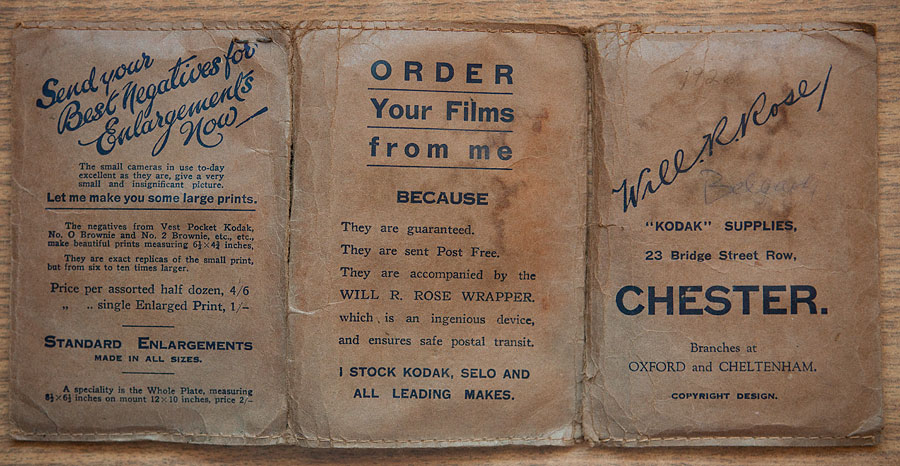 Send your
Best Negatives for
Enlargements
Now
The small cameras in use to-day
excellent as they are, give a very
small and insignificant picture.
Let me make you some large prints.
The negatives from Vest Pocket Kodak,
No. O Brownie and No. 2 Brownie, etc., etc.,
make beautiful prints measuring 6½×4¾ inches,
They are exact replicas of the small print,
but from six to ten times larger.
Price per assorted half dozen, 4/6
„ „ single Enlarged Print, 1/-
STANDARD ENLARGEMENTS
MADE IN ALL SIZES.
A speciality is the Whole Plate, measuring
8½×6½ inches on mount 12×10 inches, price 2/-
ORDER
Your Films
from me
BECAUSE
They are guaranteed.
They are sent Post Free.
They are accompanied by the
WILL R. ROSE WRAPPER,
which is an ingenious device,
and ensures safe postal transit.
I STOCK KODAK, SELO AND
ALL LEADING MAKES.
Will. R. Rose
"KODAK" SUPPLIES,
23 Bridge Street Row,
CHESTER.
Branches at
OXFORD and CHELTENHAM.
COPYRIGHT DESIGN.